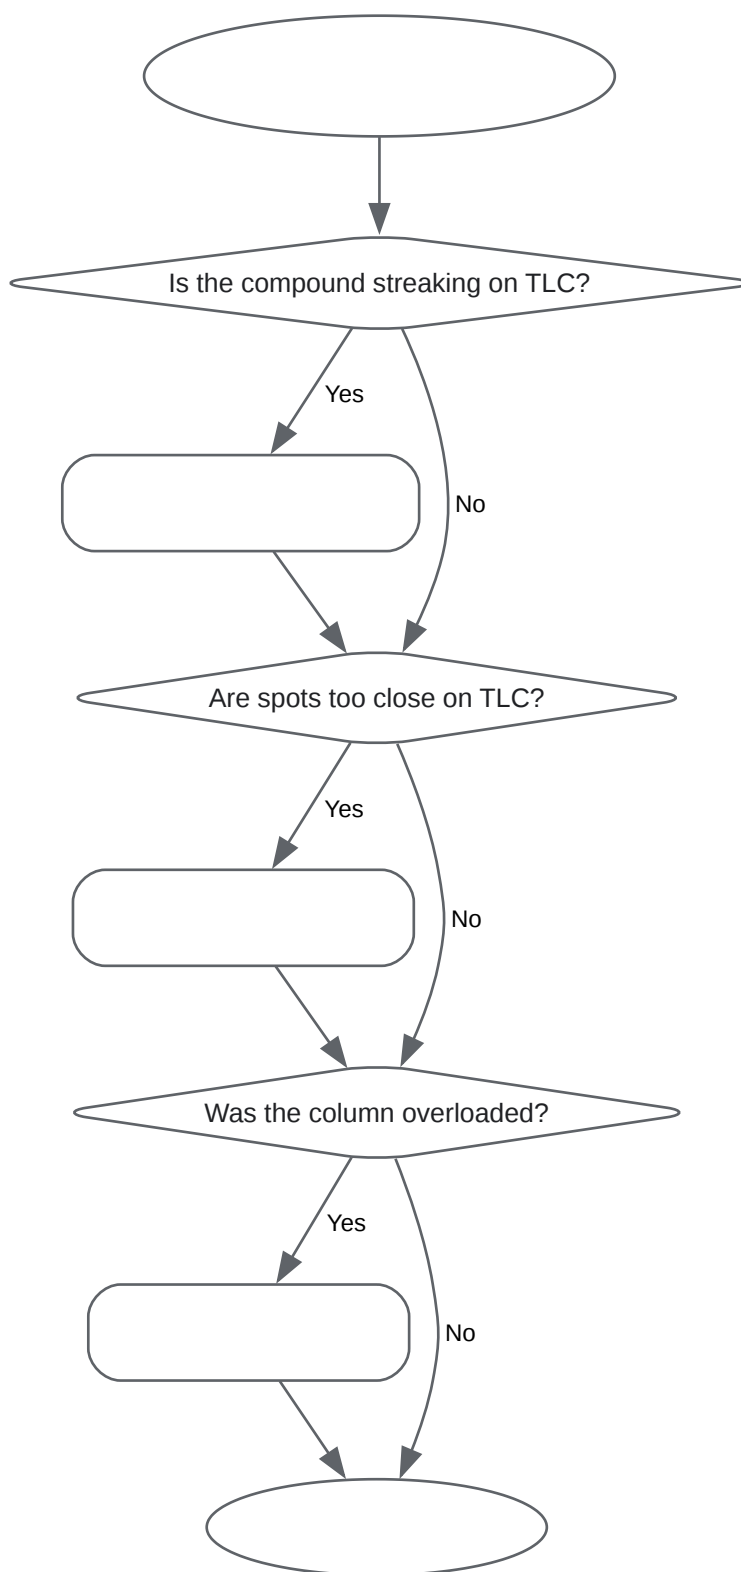 Is the compound streaking on TLC?
Yes
No
Are spots too close on TLC?
Yes
No
Was the column overloaded?
Yes
No